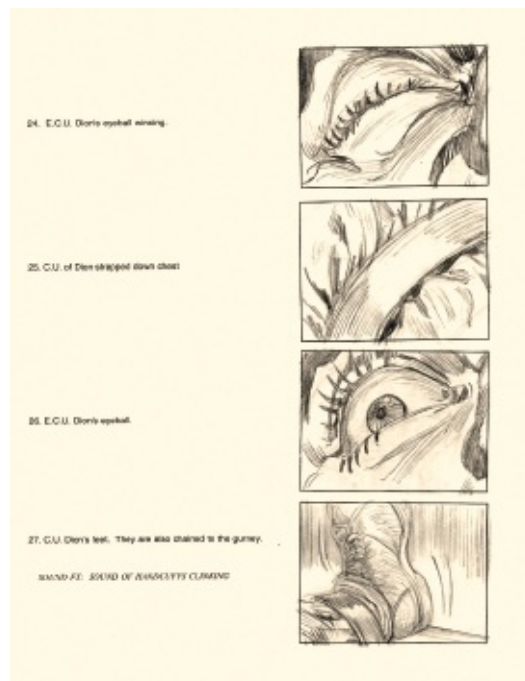 24. E.C.U. Dion's eyeball wincing.
25. C.U. of Dion strapped down chest
26. E.C.U. Dion's eyeball.
27. C.U. Dion's feet. They are also chained to the gurney.
SOUND FX: SOUND OF HANDCUFFS CLINKING